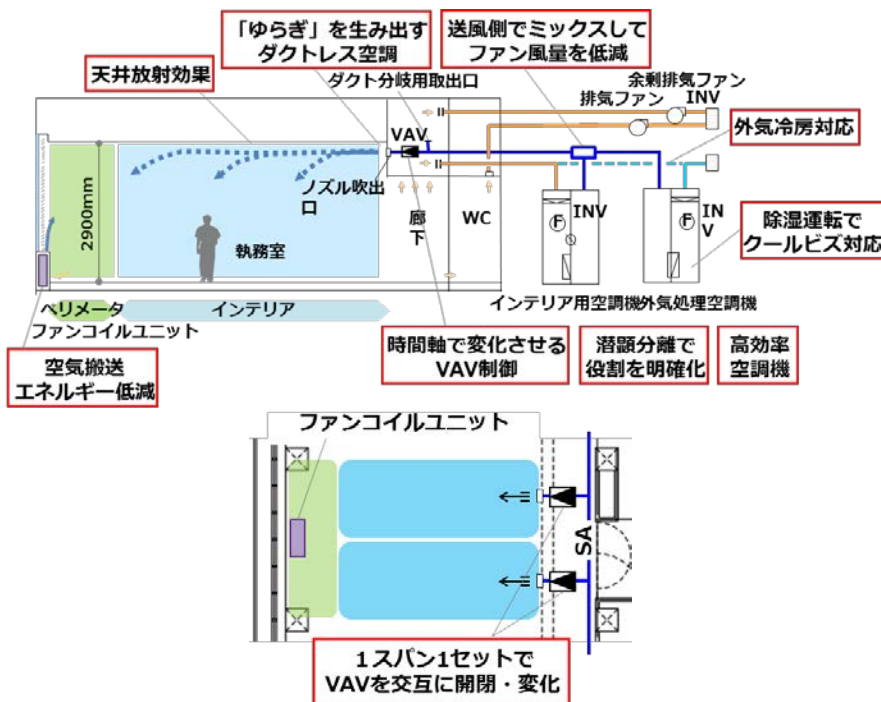 「ゆらぎ」を生み出す
ダクトレス空調
送風側でミックスして
ファン風量を低減
天井放射効果
ダクト分岐用取出口
余剰排気ファン
排気ファン
INV
外気冷房対応
VAV
ノズル吹出
口
廊
下
WC
INV
IN
V
F
F
除湿運転で
クールビズ対応
2900mm
執務室
インテリア用空調機
外気処理空調機
ペリメータ
インテリア
ファンコイルユニット
空気搬送
エネルギー低減
時間軸で変化させる
VAV制御
潜顕分離で
役割を明確化
高効率
空調機
ファンコイルユニット
SA
1スパン1セットで
VAVを交互に開閉・変化